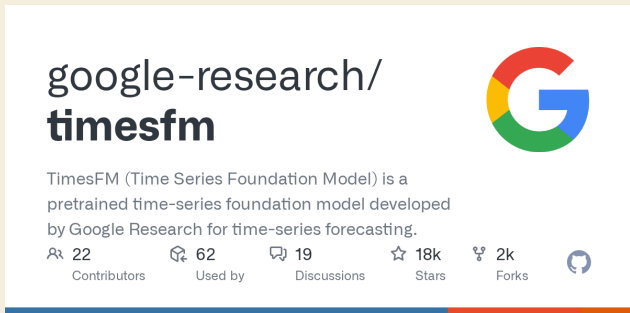 google-research/
timesfm
TimesFM (Time Series Foundation Model) is a
pretrained time-series foundation model developed
by Google Research for time-series forecasting.
22 62 19 18k 2k
Contributors Used by Discussions Stars Forks